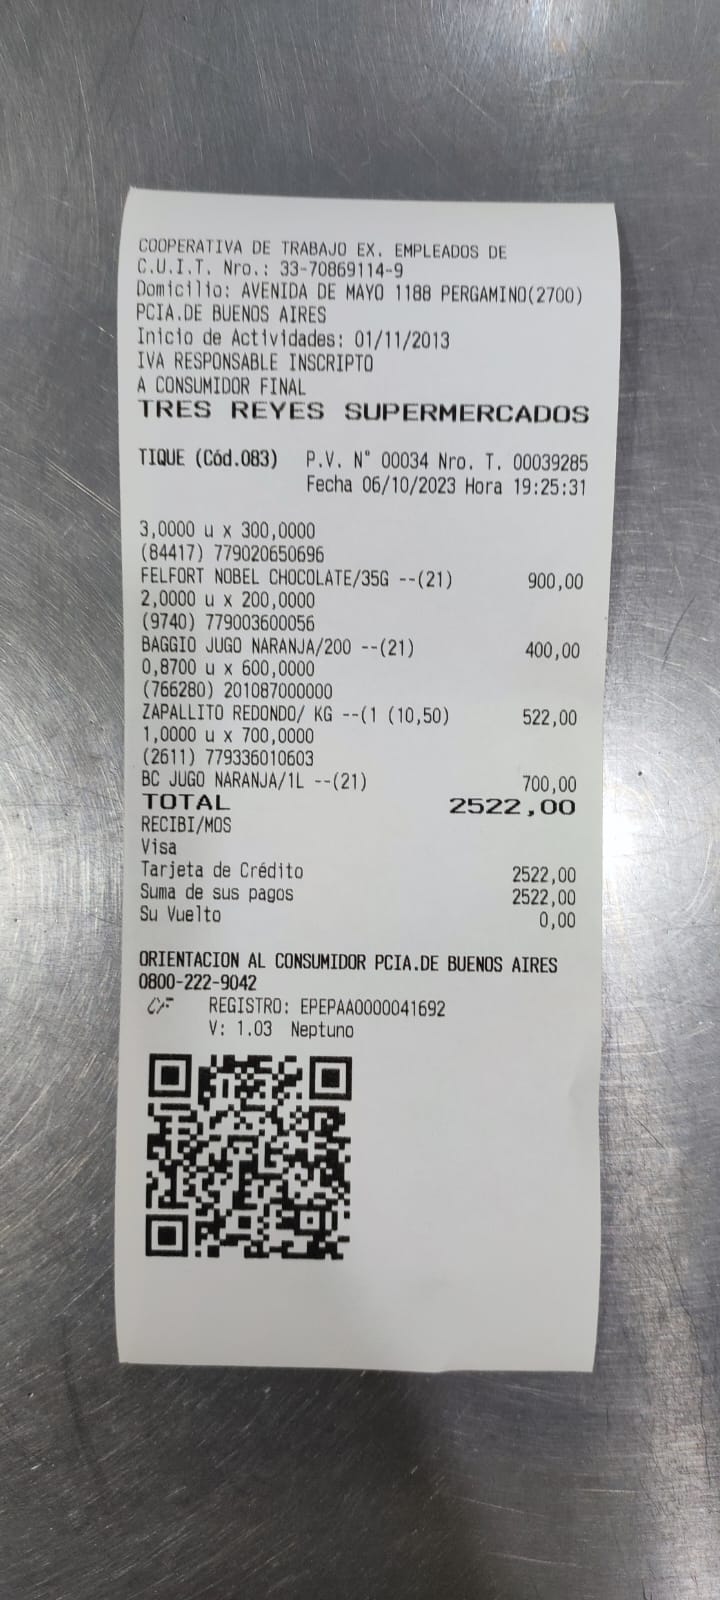 COOPERATIVA DE TRABAJO EX. EMPLEADOS DE
C.U.I.T. Nro.: 33-70869114-9
Domicilio: AVENIDA DE MAYO 1188 PERGAMINO(2700)
PCIA.DE BUENOS AIRES
Inicio de Actividades: 01/11/2013
IVA RESPONSABLE INSCRIPTO
A CONSUMIDOR FINAL
TRES REYES SUPERMERCADOS
TIQUE (Cód.083) P.V. N° 00034 Nro. T. 00039285
Fecha 06/10/2023 Hora 19:25:31
3,0000 u x 300,0000
(84417) 779020650696
FELFORT NOBEL CHOCOLATE/35G --(21) 900,00
2,0000 u x 200,0000
(9740) 779003600056
BAGGIO JUGO NARANJA/200 --(21) 400,00
0,8700 u x 600,0000
(766280) 201087000000
ZAPALLITO REDONDO/ KG --(1 (10,50) 522,00
1,0000 u x 700,0000
(2611) 779336010603
BC JUGO NARANJA/1L --(21) 700,00
TOTAL 2522,00
RECIBI/MOS
Visa
Tarjeta de Crédito 2522,00
Suma de sus pagos 2522,00
Su Vuelto 0,00
ORIENTACION AL CONSUMIDOR PCIA.DE BUENOS AIRES
0800-222-9042
CF REGISTRO: EPEPAA0000041692
V: 1.03 Neptuno